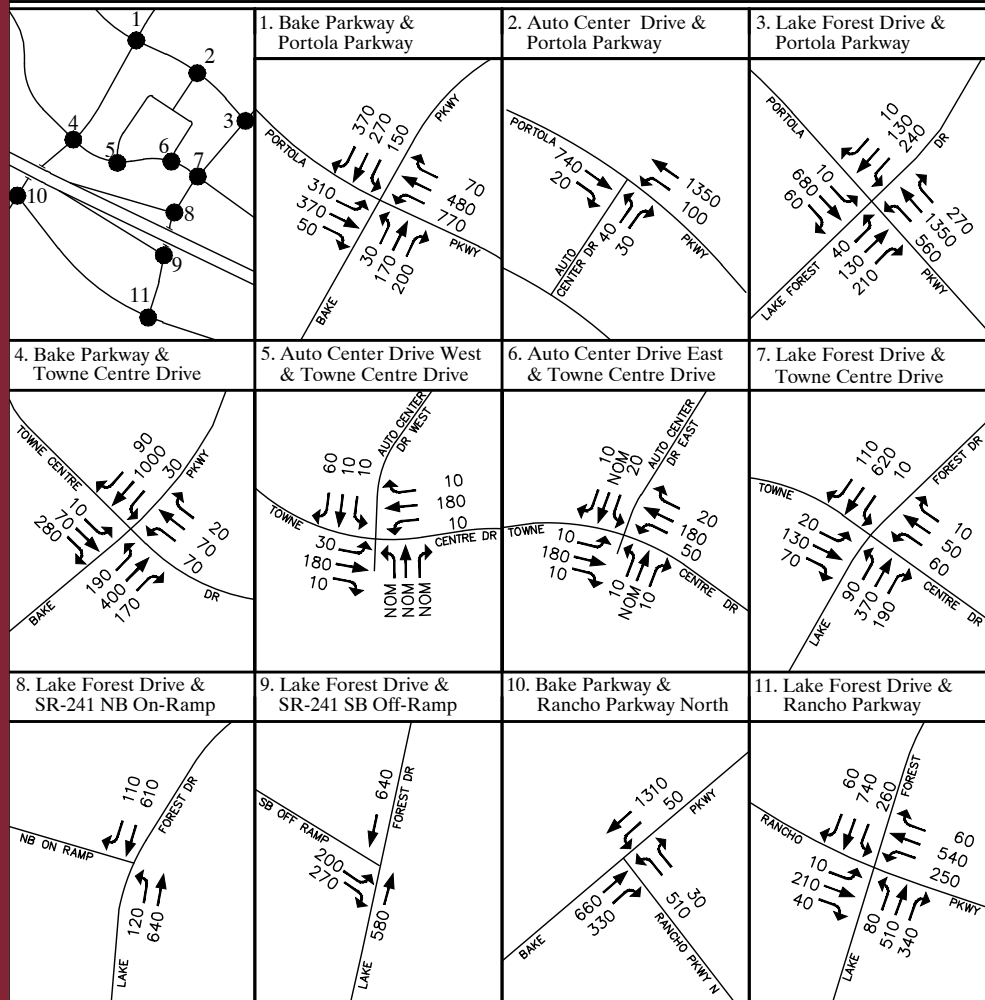 1
2
3
4
5
6
7
8
9
10
11
1. Bake Parkway &
Portola Parkway
PORTOLA
PKWY
370
270
150
310
370
50
70
480
770
PKWY
30
170
200
BAKE
2. Auto Center Drive &
Portola Parkway
PORTOLA
740
20
1350
100
40
30
AUTO
CENTER DR
PKWY
3. Lake Forest Drive &
Portola Parkway
PORTOLA
10
130
240
DR
10
680
60
270
1350
560
40
130
210
LAKE FOREST
PKWY
4. Bake Parkway &
Towne Centre Drive
TOWNE CENTRE
90
1000
30
PKWY
10
70
280
20
70
70
190
400
170
BAKE
DR
5. Auto Center Drive West
& Towne Centre Drive
AUTO CENTER
DR WEST
60
10
10
10
180
10
TOWNE
CENTRE DR
30
180
10
NOM
NOM
NOM
6. Auto Center Drive East
& Towne Centre Drive
AUTO CENTER
DR EAST
10
NOM
20
TOWNE
20
180
50
10
180
10
10
NOM
10
CENTRE DR
7. Lake Forest Drive &
Towne Centre Drive
TOWNE
110
620
10
FOREST DR
20
130
70
10
50
60
90
370
190
LAKE
CENTRE DR
8. Lake Forest Drive &
SR-241 NB On-Ramp
110
610
FOREST DR
NB ON RAMP
120
640
LAKE
9. Lake Forest Drive &
SR-241 SB Off-Ramp
640
FOREST DR
SB OFF RAMP
200
270
580
LAKE
10. Bake Parkway &
Rancho Parkway North
1310
50
PKWY
660
330
30
510
BAKE
RANCHO PKWY N
11. Lake Forest Drive &
Rancho Parkway
60
740
260
FOREST
RANCHO
60
540
250
10
210
40
80
510
340
PKWY
LAKE